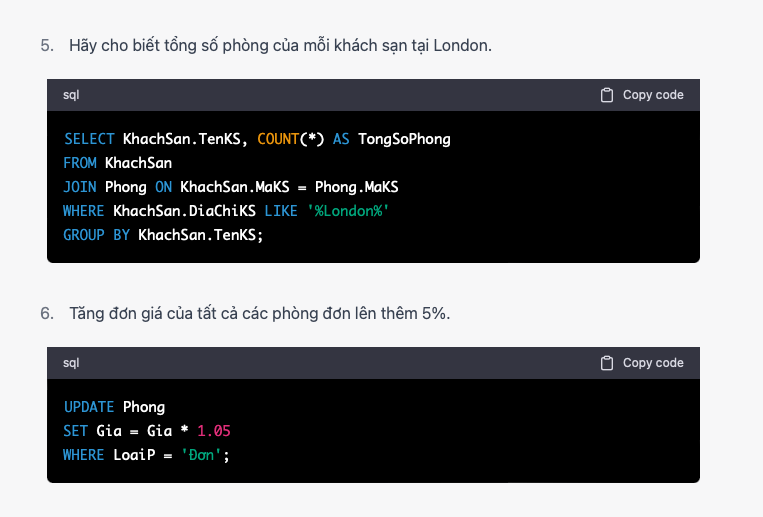 5. Hãy cho biết tổng số phòng của mỗi khách sạn tại London.
sql Copy code
SELECT KhachSan.TenKS, COUNT(*) AS TongSoPhong
FROM KhachSan
JOIN Phong ON KhachSan.MaKS = Phong.MaKS
WHERE KhachSan.DiaChiKS LIKE '%London%'
GROUP BY KhachSan.TenKS;
6. Tăng đơn giá của tất cả các phòng đơn lên thêm 5%.
sql Copy code
UPDATE Phong
SET Gia = Gia * 1.05
WHERE LoaiP = 'Đơn';